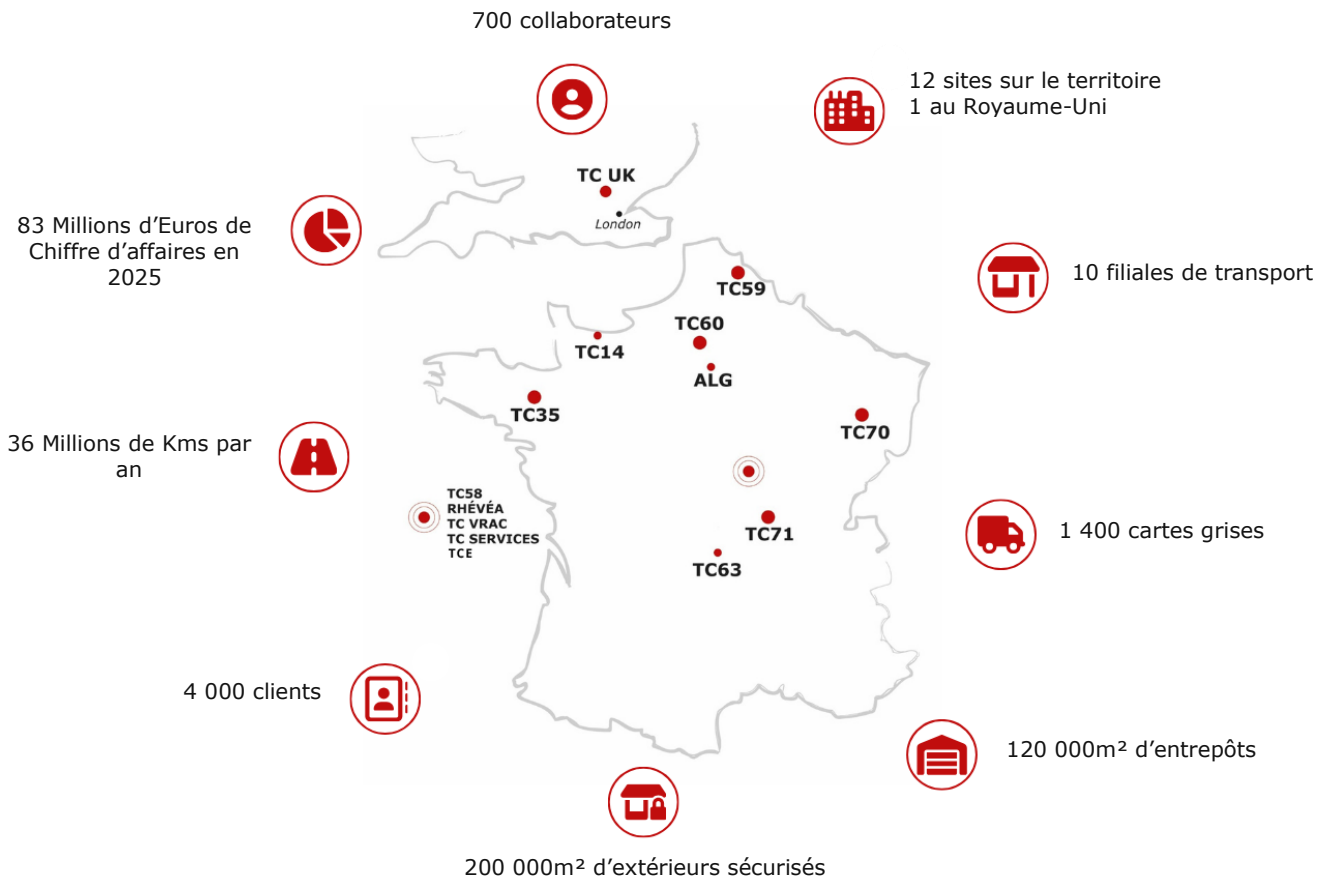 700 collaborateurs
12 sites sur le territoire
1 au Royaume-Uni
TC UK
London
83 Millions d’Euros de
Chiffre d’affaires en
2025
10 filiales de transport
TC59
TC60
TC14
ALG
TC35
TC70
36 Millions de Kms par
an
TC58
RHÉVÉA
TC VRAC
TC SERVICES
TCE
TC71
1 400 cartes grises
TC63
4 000 clients
120 000m² d’entrepôts
200 000m² d’extérieurs sécurisés